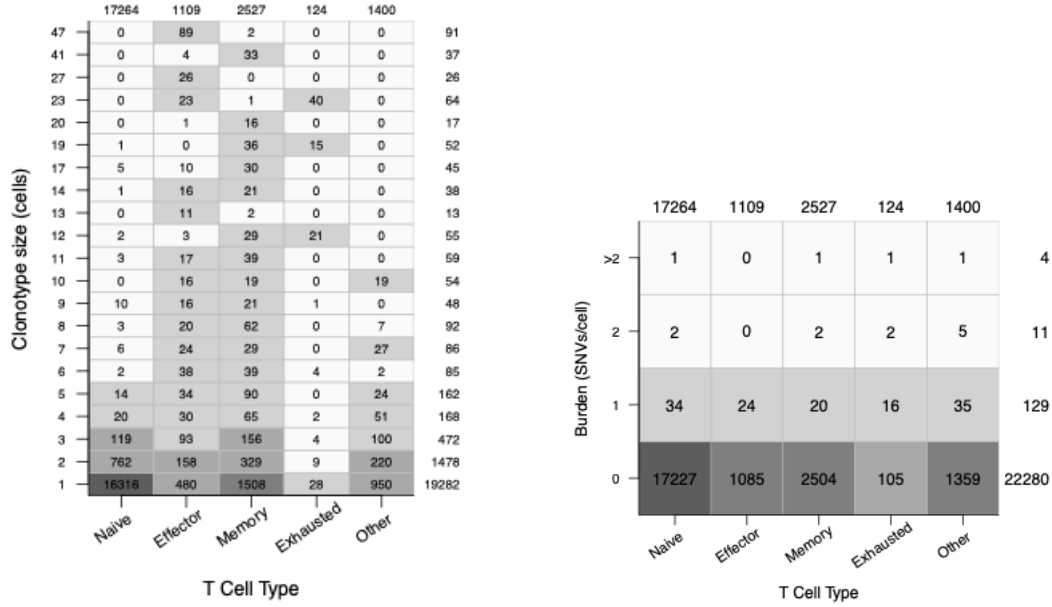 17264 1109 2527 124 1400
47 0 89 2 0 0 91
41 0 4 33 0 0 37
27 0 26 0 0 0 26
23 0 23 1 40 0 64
20 0 1 16 0 0 17
19 1 0 36 15 0 52
17 5 10 30 0 0 45
14 1 16 21 0 0 38
13 0 11 2 0 0 13
12 2 3 29 21 0 55
11 3 17 39 0 0 59
10 0 16 19 0 19 54
9 10 16 21 1 0 48
8 3 20 62 0 7 92
7 6 24 29 0 27 86
6 2 38 39 4 2 85
5 14 34 90 0 24 162
4 20 30 65 2 51 168
3 119 93 156 4 100 472
2 762 158 329 9 220 1478
1 16316 480 1508 28 950 19282
Naive Effector Memory Exhausted Other
T Cell Type
Clonotype size (cells)
17264 1109 2527 124 1400
>2 1 0 1 1 1 4
2 2 0 2 2 5 11
1 34 24 20 16 35 129
0 17227 1085 2504 105 1359 22280
Naive Effector Memory Exhausted Other
T Cell Type
Burden (SNVs/cell)